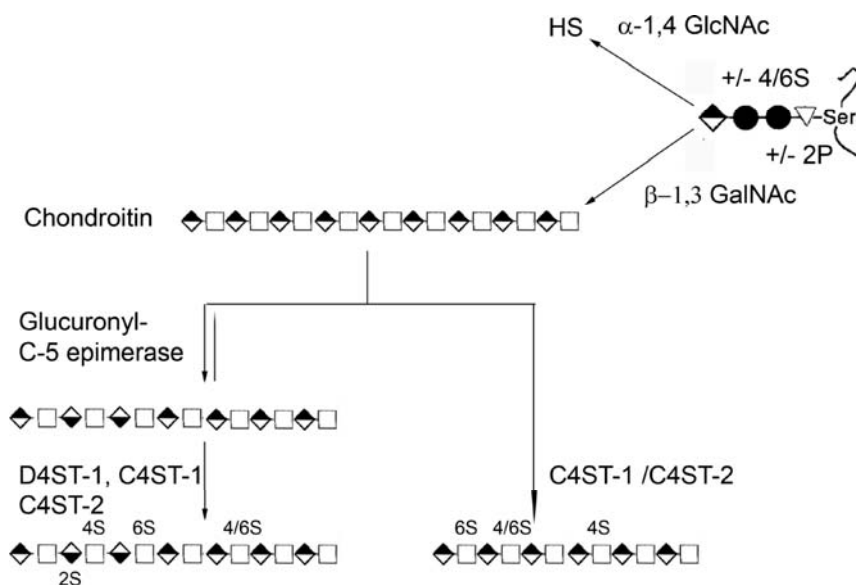 HS
α-1,4 GlcNAc
+/- 4/6S
Ser
+/- 2P
β-1,3 GalNAc
Chondroitin
Glucuronyl-
C-5 epimerase
D4ST-1, C4ST-1
C4ST-2
C4ST-1 /C4ST-2
4S 6S 4/6S
2S
6S 4/6S 4S